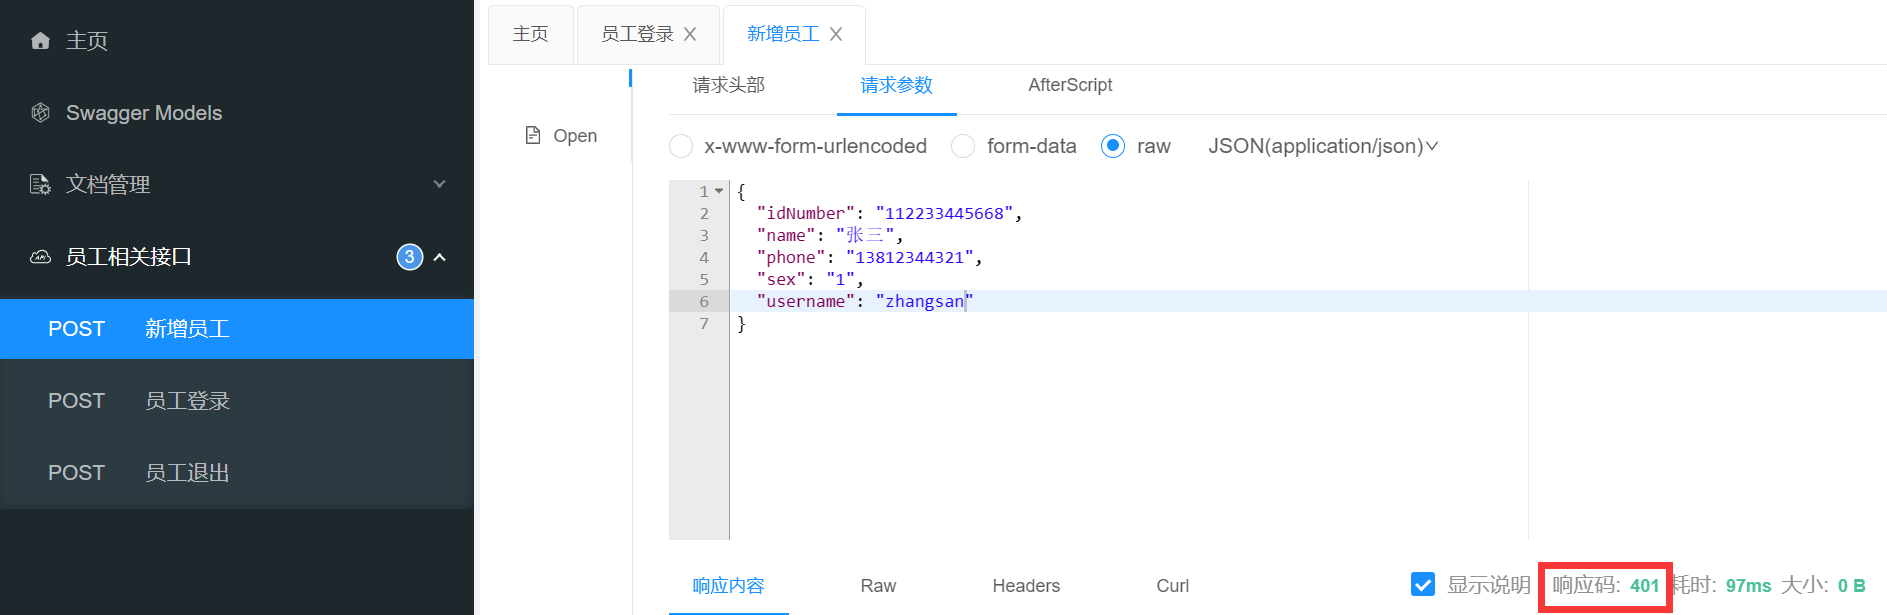 主页
Swagger Models
文档管理
员工相关接口 3
POST 新增员工
POST 员工登录
POST 员工退出
主页 员工登录 新增员工
Open
请求头部 请求参数 AfterScript
x-www-form-urlencoded form-data raw JSON(application/json)
1 {
2 "idNumber": "112233445668",
3 "name": "张三",
4 "phone": "13812344321",
5 "sex": "1",
6 "username": "zhangsan"
7 }
响应内容 Raw Headers Curl 显示说明 响应码: 401 耗时: 97ms 大小: 0 B